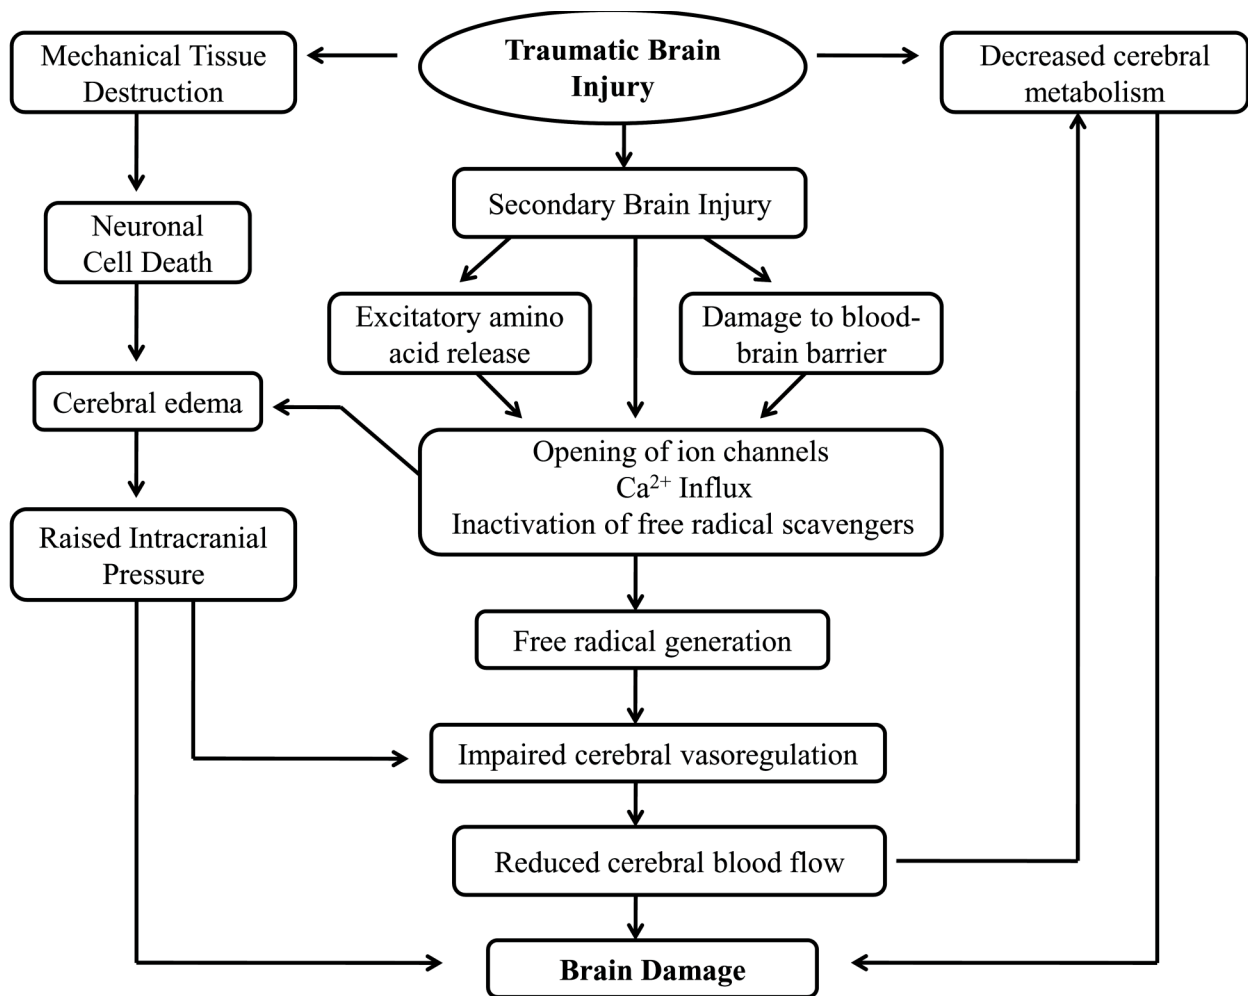 Traumatic Brain
Injury
Mechanical Tissue
Destruction
Decreased cerebral
metabolism
Secondary Brain Injury
Neuronal
Cell Death
Excitatory amino
acid release
Damage to blood-
brain barrier
Cerebral edema
Opening of ion channels
Ca²⁺ Influx
Inactivation of free radical scavengers
Raised Intracranial
Pressure
Free radical generation
Impaired cerebral vasoregulation
Reduced cerebral blood flow
Brain Damage